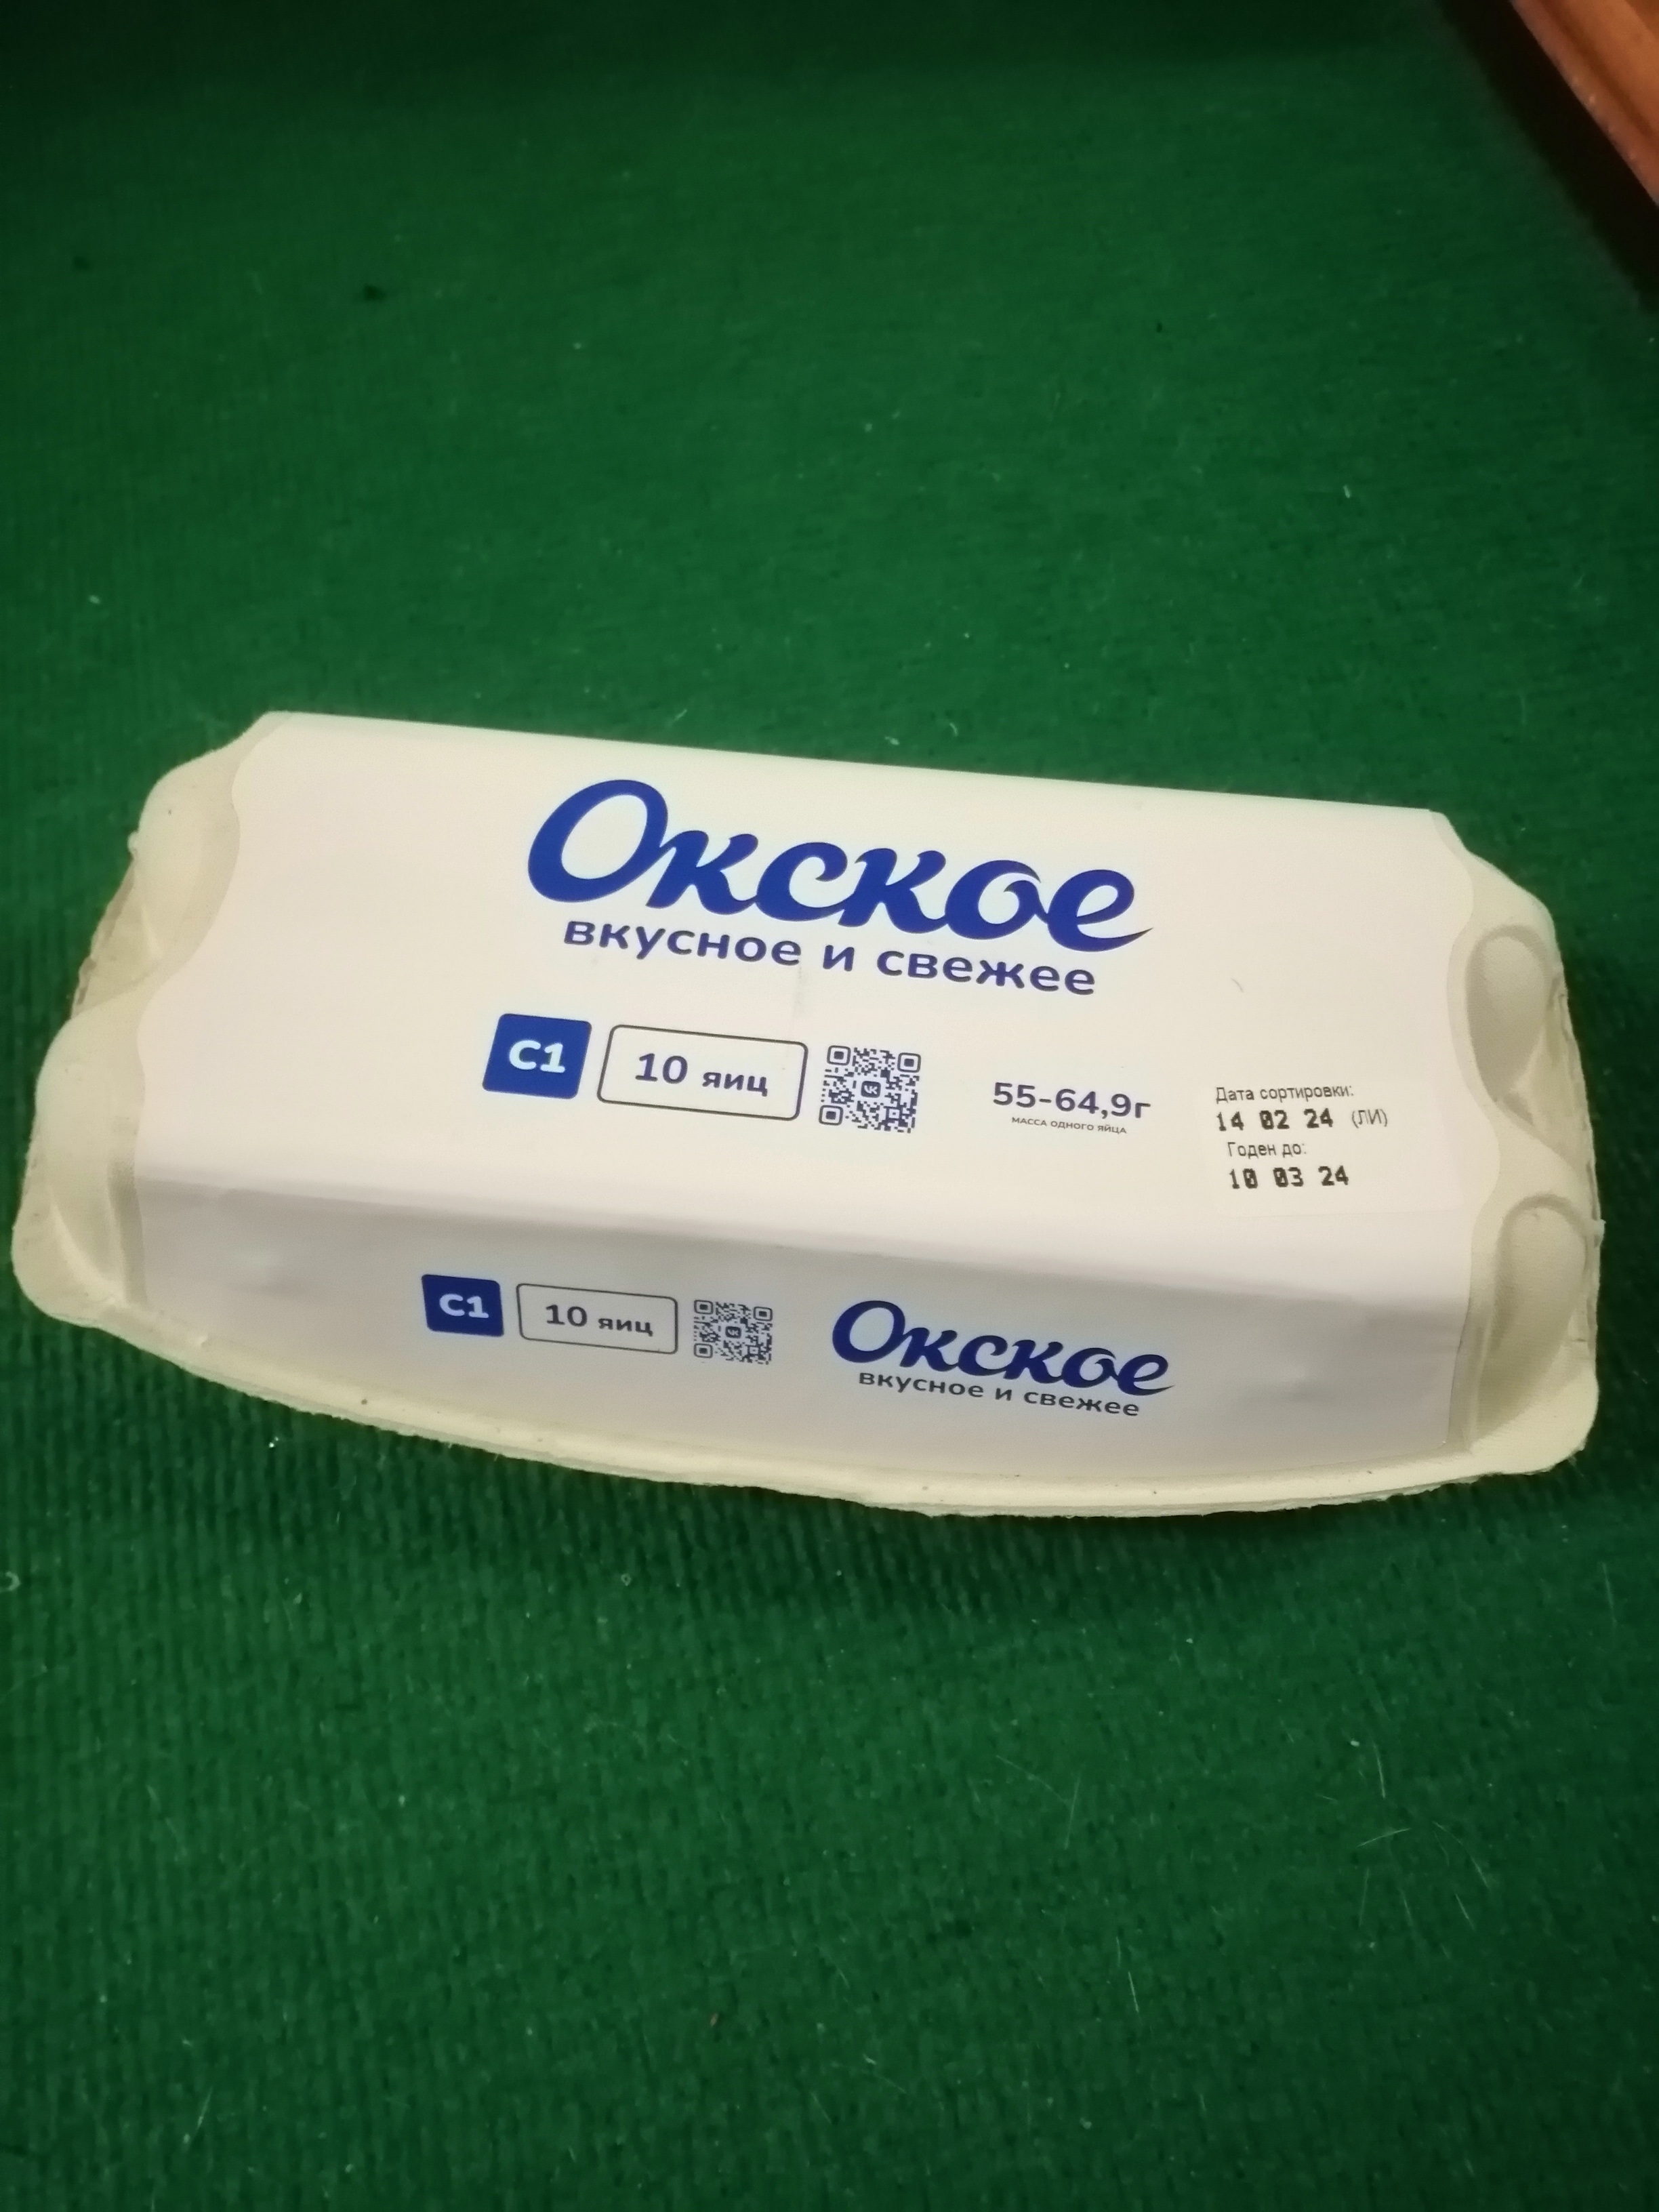 Окское
вкусное и свежее
С1 10 яиц
55-64,9г
МАССА ОДНОГО ЯЙЦА
Дата сортировки:
14 02 24 (ЛИ)
Годен до:
10 03 24
С1 10 яиц
Окское
вкусное и свежее